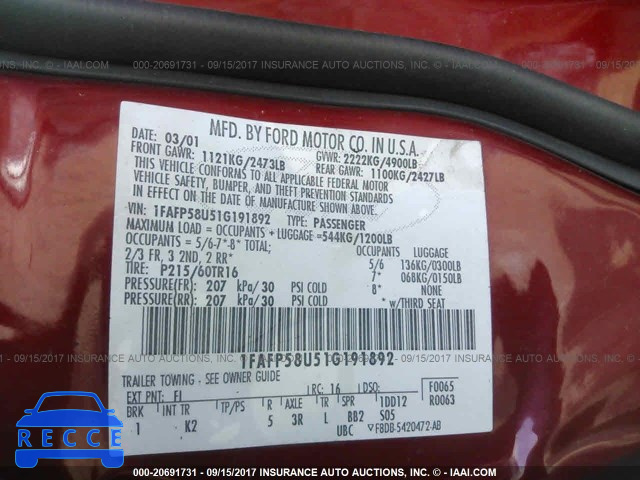 000-20691731 - 09/15/2017 INSURANCE AUTO AUCTIONS, INC. - IAAI.COM
MFD. BY FORD MOTOR CO. IN U.S.A.
DATE: 03/01 GVWR: 2222KG/4900LB
FRONT GAWR: 1121KG/2473LB REAR GAWR: 1100KG/2427LB
THIS VEHICLE CONFORMS TO ALL APPLICABLE FEDERAL MOTOR
VEHICLE SAFETY, BUMPER, AND THEFT PREVENTION STANDARDS IN EFFECT ON THE
DATE OF MANUFACTURE SHOWN ABOVE.
VIN: 1FAFP58U51G191892 TYPE: PASSENGER
MAXIMUM LOAD = OCCUPANTS + LUGGAGE =544KG/1200LB
OCCUPANTS = 5/6-7*-8* TOTAL; OCCUPANTS LUGGAGE
2/3 FR, 3 2ND, 2 RR* 5/6 136KG/0300LB
TIRE: P215/60TR16 7* 068KG/0150LB
PRESSURE(FR) 207 kPa/30 PSI COLD 8* NONE
PRESSURE(RR) 207 kPa/30 PSI COLD * w/THIRD SEAT
1FAFP58U51G191892
TRAILER TOWING - SEE OWNER GUIDE
EXT PNT: FI RC: 16 DSO: F0065
BRK INT TR TP/PS R AXLE TR SPR 1DD12 R0063
1 K2 5 3R L BB2 S05
UBC F8DB-5420472-AB
RECCE
000-20691731 - 09/15/2017 INSURANCE AUTO AUCTIONS, INC. - IAAI.COM